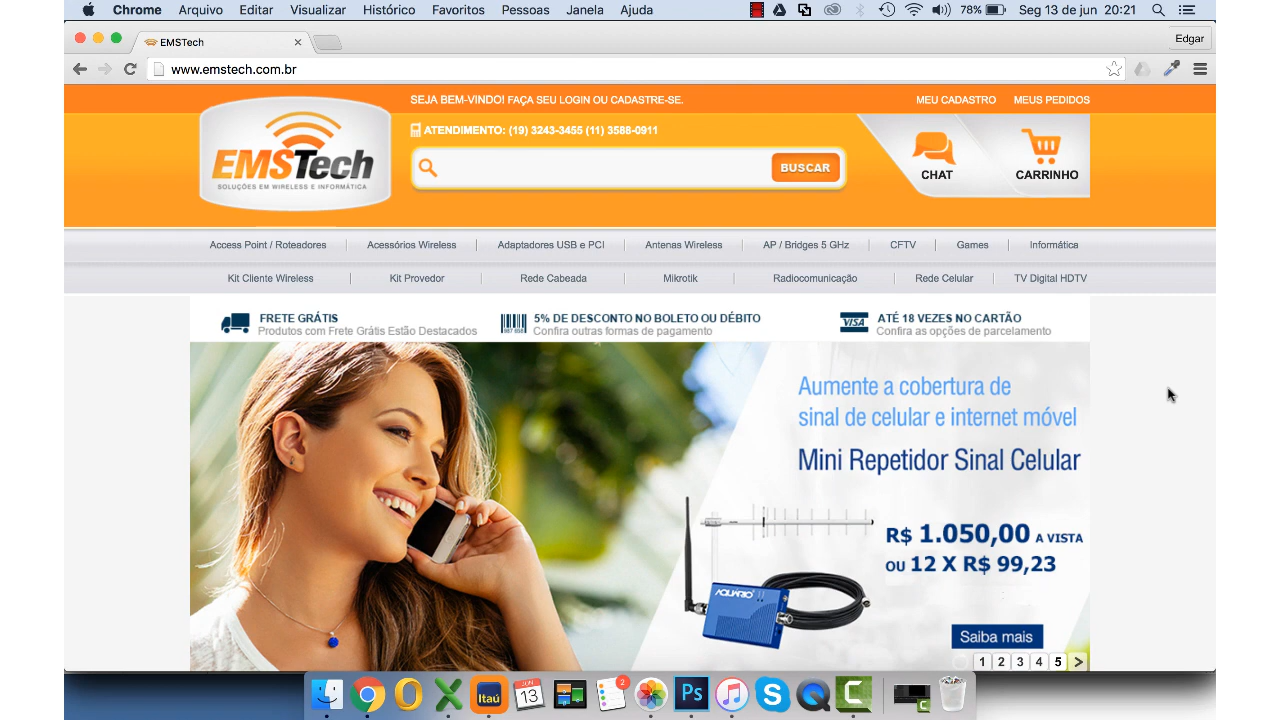 Chrome Arquivo Editar Visualizar Histórico Favoritos Pessoas Janela Ajuda 78% Seg 13 de jun 20:21
EMSTech Edgar
www.emstech.com.br
SEJA BEM-VINDO! FAÇA SEU LOGIN OU CADASTRE-SE. MEU CADASTRO MEUS PEDIDOS
ATENDIMENTO: (19) 3243-3455 (11) 3588-0911
EMSTech
SOLUÇÕES EM WIRELESS E INFORMÁTICA
BUSCAR
CHAT CARRINHO
Access Point / Roteadores Acessórios Wireless Adaptadores USB e PCI Antenas Wireless AP / Bridges 5 GHz CFTV Games Informática
Kit Cliente Wireless Kit Provedor Rede Cabeada Mikrotik Radiocomunicação Rede Celular TV Digital HDTV
FRETE GRÁTIS
Produtos com Frete Grátis Estão Destacados
5% DE DESCONTO NO BOLETO OU DÉBITO
Confira outras formas de pagamento
VISA
ATÉ 18 VEZES NO CARTÃO
Confira as opções de parcelamento
Aumente a cobertura de
sinal de celular e internet móvel
Mini Repetidor Sinal Celular
R$ 1.050,00 A VISTA
OU 12 X R$ 99,23
AQUARIO
Saiba mais
1 2 3 4 5 >
Itaú JUN 13 2 Ps